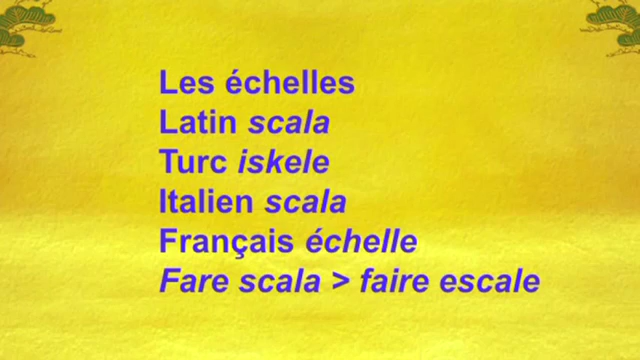 Les échelles
Latin scala
Turc iskele
Italien scala
Français échelle
Fare scala > faire escale